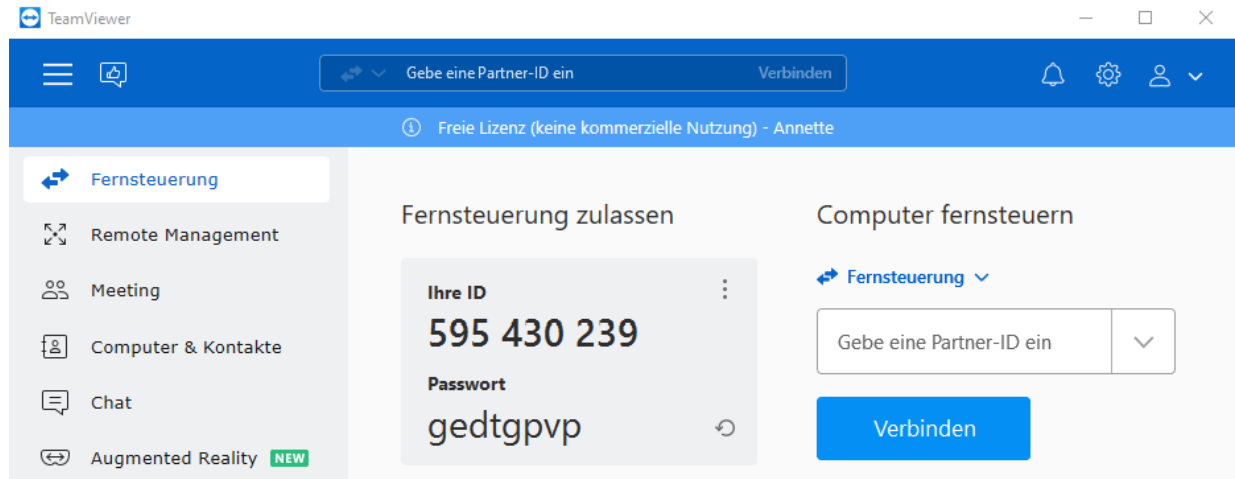 TeamViewer
Gebe eine Partner-ID ein Verbinden
Freie Lizenz (keine kommerzielle Nutzung) - Annette
Fernsteuerung
Remote Management
Meeting
Computer & Kontakte
Chat
Augmented Reality NEW
Fernsteuerung zulassen
Ihre ID
595 430 239
Passwort
gedtgpvp
Computer fernsteuern
Fernsteuerung
Gebe eine Partner-ID ein
Verbinden